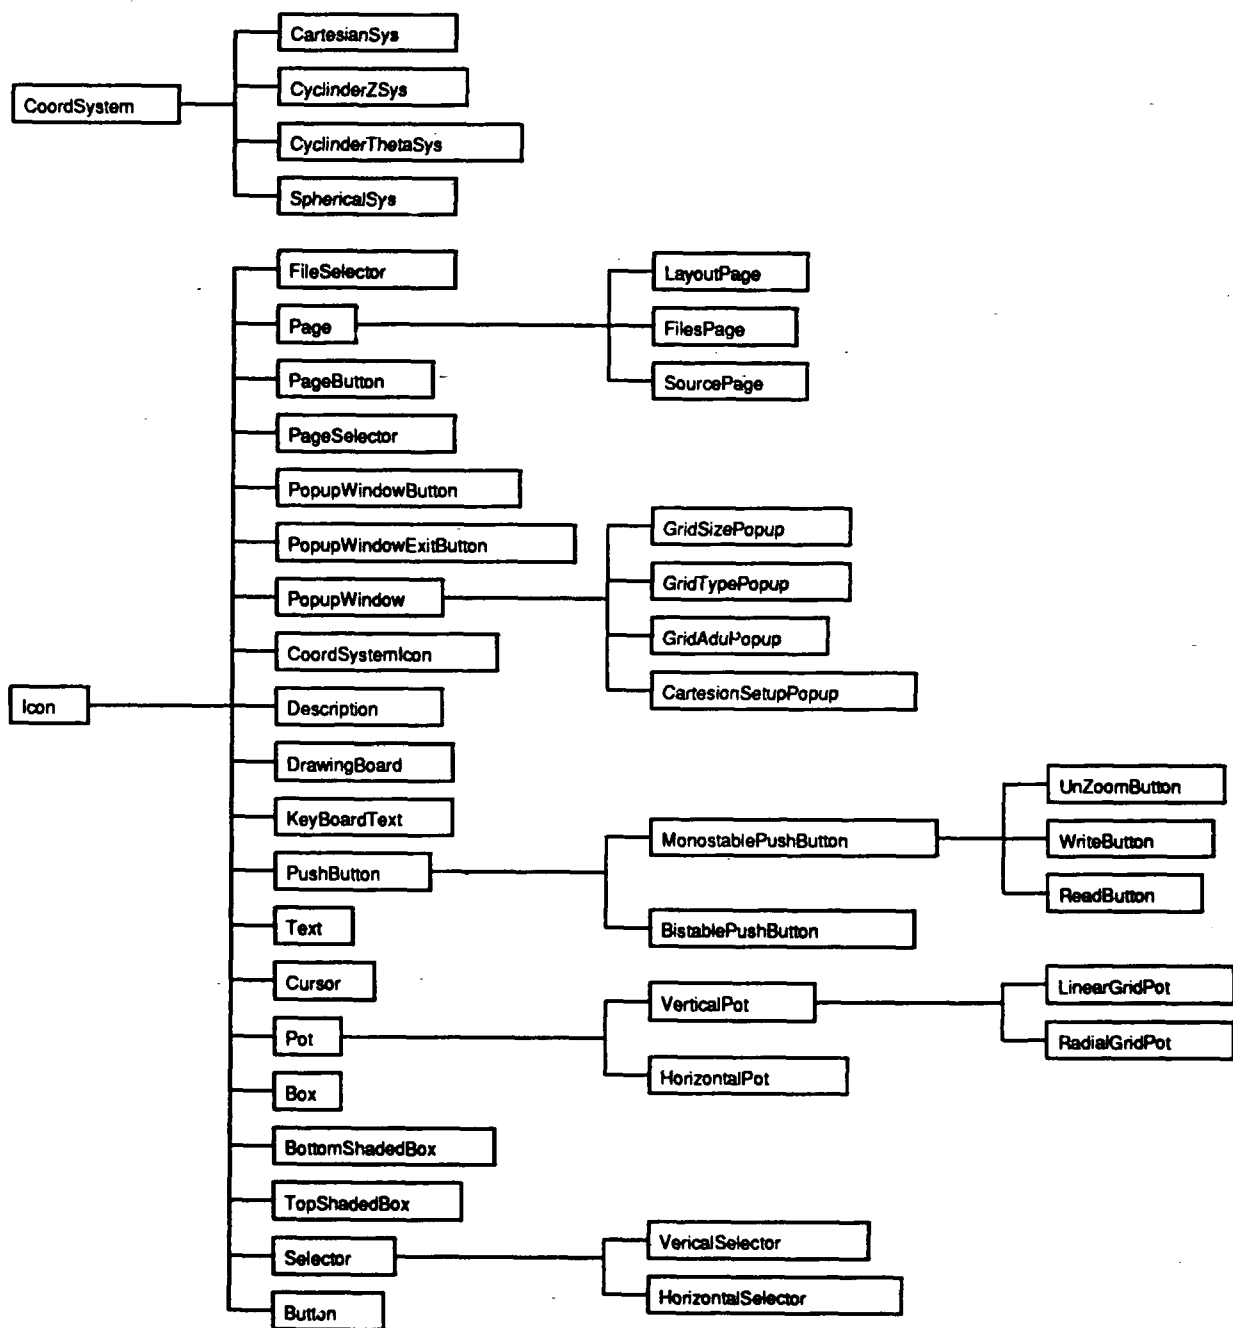 CartesianSys
CoordSystem
CyclinderZSys
CyclinderThetaSys
SphericalSys
FileSelector
LayoutPage
Page
FilesPage
PageButton
SourcePage
PageSelector
PopupWindowButton
GridSizePopup
PopupWindowExitButton
GridTypePopup
PopupWindow
GridAduPopup
CoordSystemIcon
CartesionSetupPopup
Icon
Description
DrawingBoard
UnZoomButton
KeyBoardText
MonostablePushButton
WriteButton
PushButton
ReadButton
Text
BistablePushButton
Cursor
VerticalPot
LinearGridPot
Pot
RadialGridPot
HorizontalPot
Box
BottomShadedBox
TopShadedBox
Selector
VericalSelector
HorizontalSelector
Button